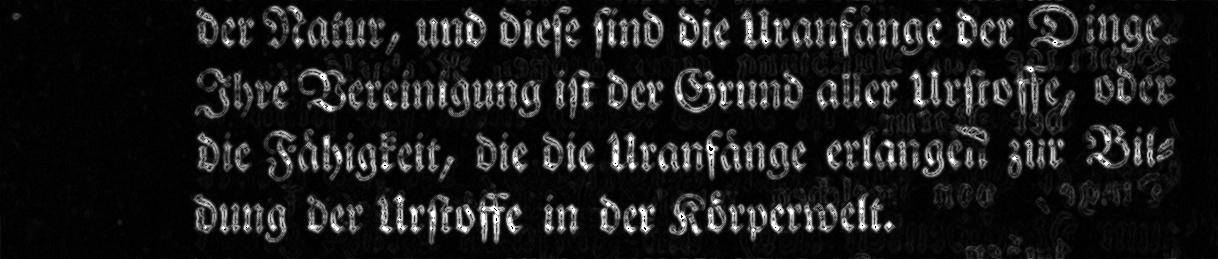 der Natur, und dieſe ſind die Uranfänge der Dinge.
Ihre Vereinigung iſt der Grund aller Urſtoffe, oder
die Fähigkeit, die die Uranfänge erlangen zur Bil⸗
dung der Urſtoffe in der Körperwelt.